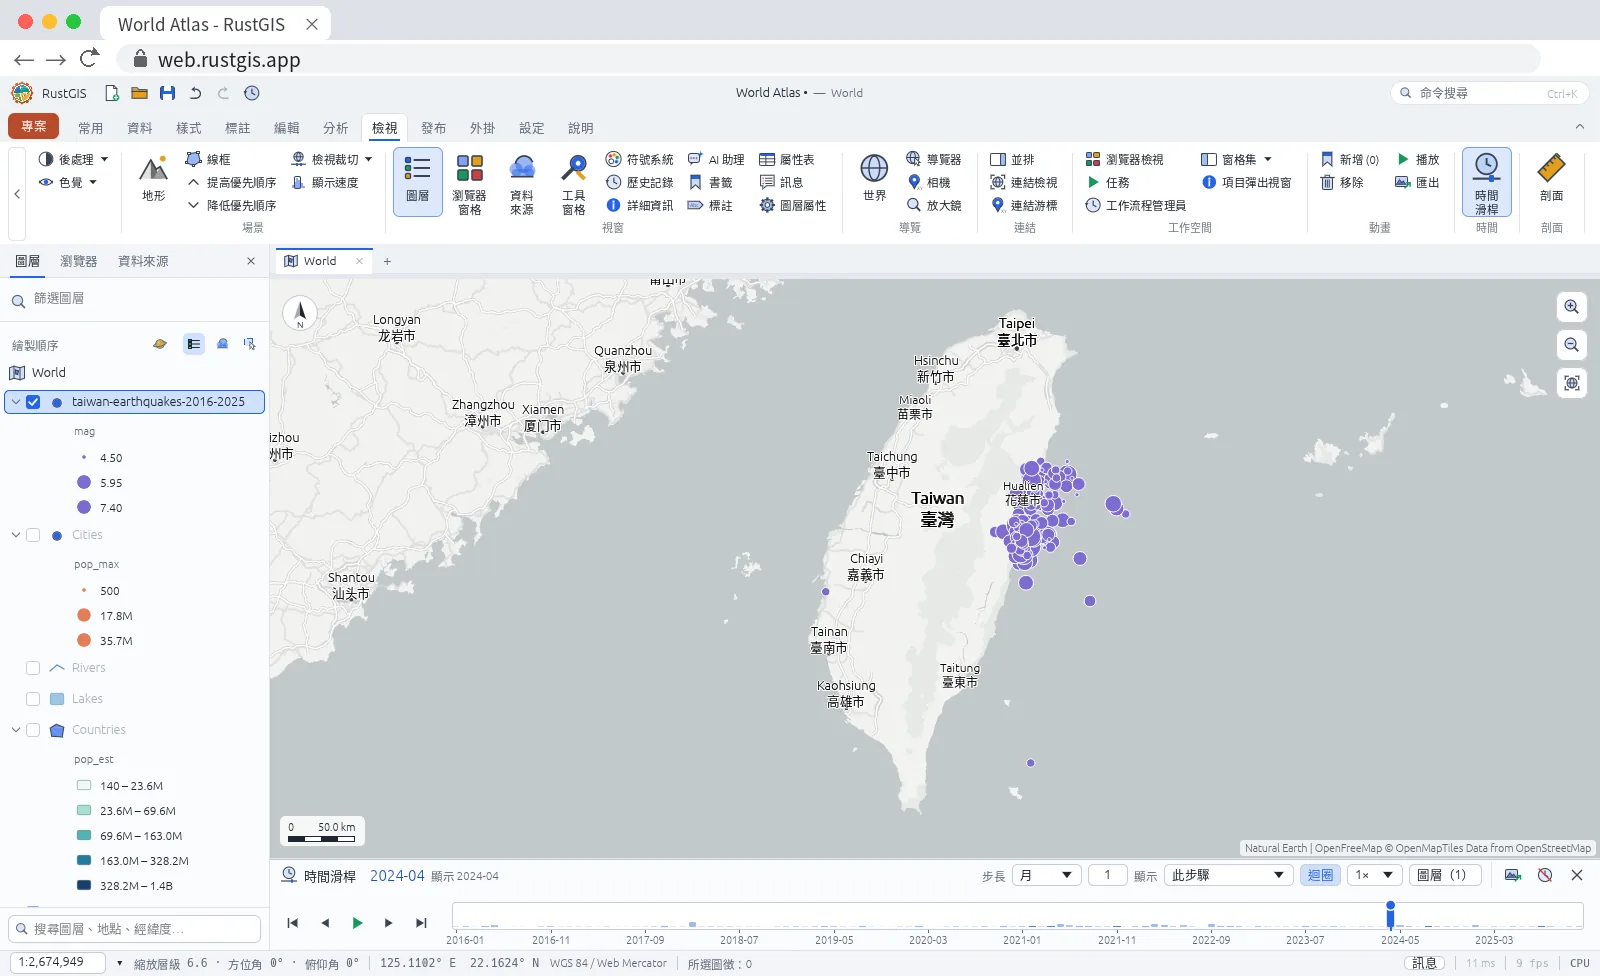 World Atlas - RustGIS
web.rustgis.app
RustGIS
World Atlas • — World
命令搜尋 Ctrl+K
專案 常用 資料 樣式 標註 編輯 分析 檢視 發布 外掛 設定 說明
後處理
色覺
地形
線框
提高優先順序
降低優先順序
檢視裁切
顯示速度
場景
圖層
瀏覽器
窗格
資料
來源
工具
窗格
符號系統 AI 助理 屬性表
歷史記錄 書籤 訊息
詳細資訊 標註 圖層屬性
視窗
世界
導覽器
相機
放大鏡
導覽
並排
連結檢視
連結游標
連結
瀏覽器檢視 窗格集
任務 項目彈出視窗
工作流程管理員
工作空間
新增 (0) 播放
移除 匯出
動畫
時間
滑桿
時間
剖面
剖面
圖層 瀏覽器 資料來源
World
篩選圖層
繪製順序
World
taiwan-earthquakes-2016-2025
mag
4.50
5.95
7.40
Cities
pop_max
500
17.8M
35.7M
Rivers
Lakes
Countries
pop_est
140 – 23.6M
23.6M – 69.6M
69.6M – 163.0M
163.0M – 328.2M
328.2M – 1.4B
搜尋圖層、地點、經緯度…
莆田市
Longyan
龙岩市
Quanzhou
泉州市
Zhangzhou
漳州市
Xiamen
厦门市
izhou
州市
Shantou
汕头市
Taipei
臺北市
Hsinchu
新竹市
Miaoli
苗栗市
Taichung
臺中市
Taiwan
臺灣
Hualien
花蓮市
Chiayi
嘉義市
Tainan
臺南市
Kaohsiung
高雄市
Taitung
臺東市
N
0 50.0 km
Natural Earth | OpenFreeMap © OpenMapTiles Data from OpenStreetMap
時間滑桿 2024-04 顯示 2024-04
步長 月 1 顯示 此步驟 迴圈 1× 圖層 (1)
2016-01 2016-11 2017-09 2018-07 2019-05 2020-03 2021-01 2021-11 2022-09 2023-07 2024-05 2025-03
1:2,674,949 縮放層級 6.6 · 方位角 0° · 俯仰角 0° 125.1102° E 22.1624° N WGS 84 / Web Mercator 所選圖徵：0
訊息 11 ms 9 fps CPU